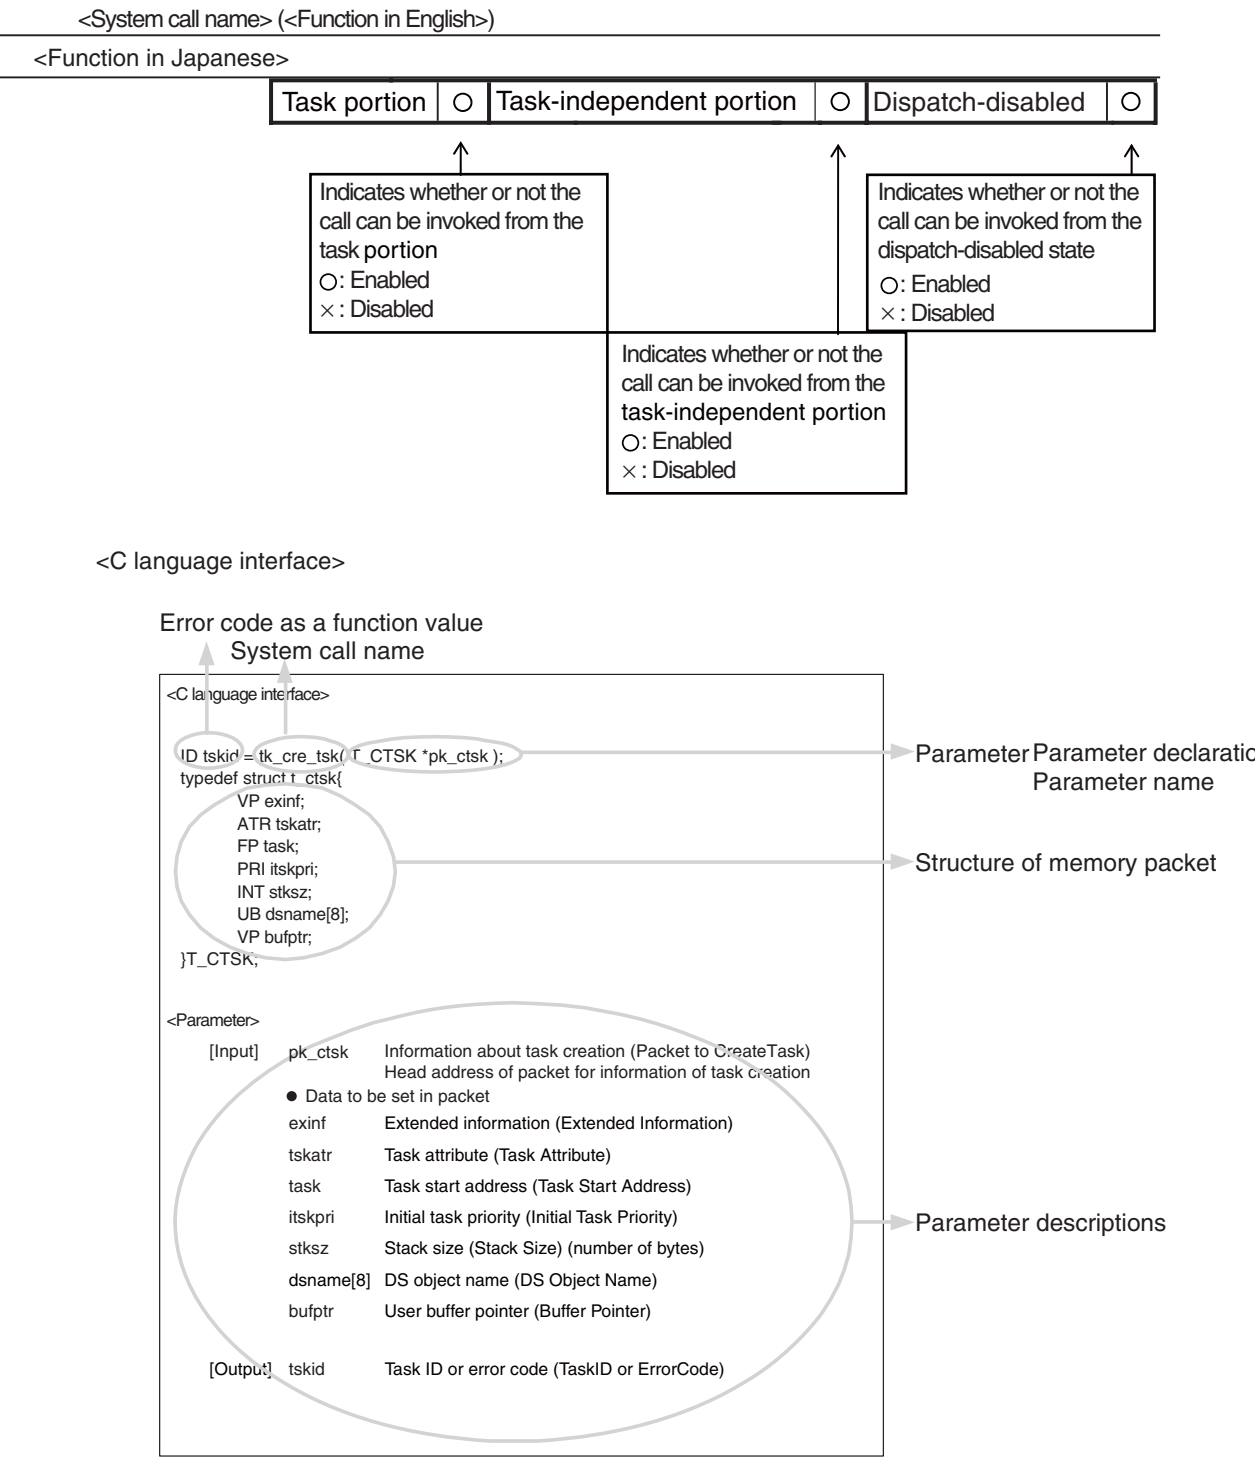 <System call name> (<Function in English>)
<Function in Japanese>
Task portion ○ Task-independent portion ○ Dispatch-disabled ○
Indicates whether or not the
call can be invoked from the
task portion
○: Enabled
×: Disabled
Indicates whether or not the
call can be invoked from the
dispatch-disabled state
○: Enabled
×: Disabled
Indicates whether or not the
call can be invoked from the
task-independent portion
○: Enabled
×: Disabled
<C language interface>
Error code as a function value
System call name
<C language interface>
ID tskid = tk_cre_tsk( T_CTSK *pk_ctsk );
Parameter Parameter declaratio
Parameter name
typedef struct t_ctsk{
VP exinf;
ATR tskatr;
FP task;
PRI itskpri;
Structure of memory packet
INT stksz;
UB dsname[8];
VP bufptr;
}T_CTSK;
<Parameter>
[Input] pk_ctsk Information about task creation (Packet to CreateTask)
Head address of packet for information of task creation
● Data to be set in packet
exinf Extended information (Extended Information)
tskatr Task attribute (Task Attribute)
task Task start address (Task Start Address)
itskpri Initial task priority (Initial Task Priority)
Parameter descriptions
stksz Stack size (Stack Size) (number of bytes)
dsname[8] DS object name (DS Object Name)
bufptr User buffer pointer (Buffer Pointer)
[Output] tskid Task ID or error code (TaskID or ErrorCode)